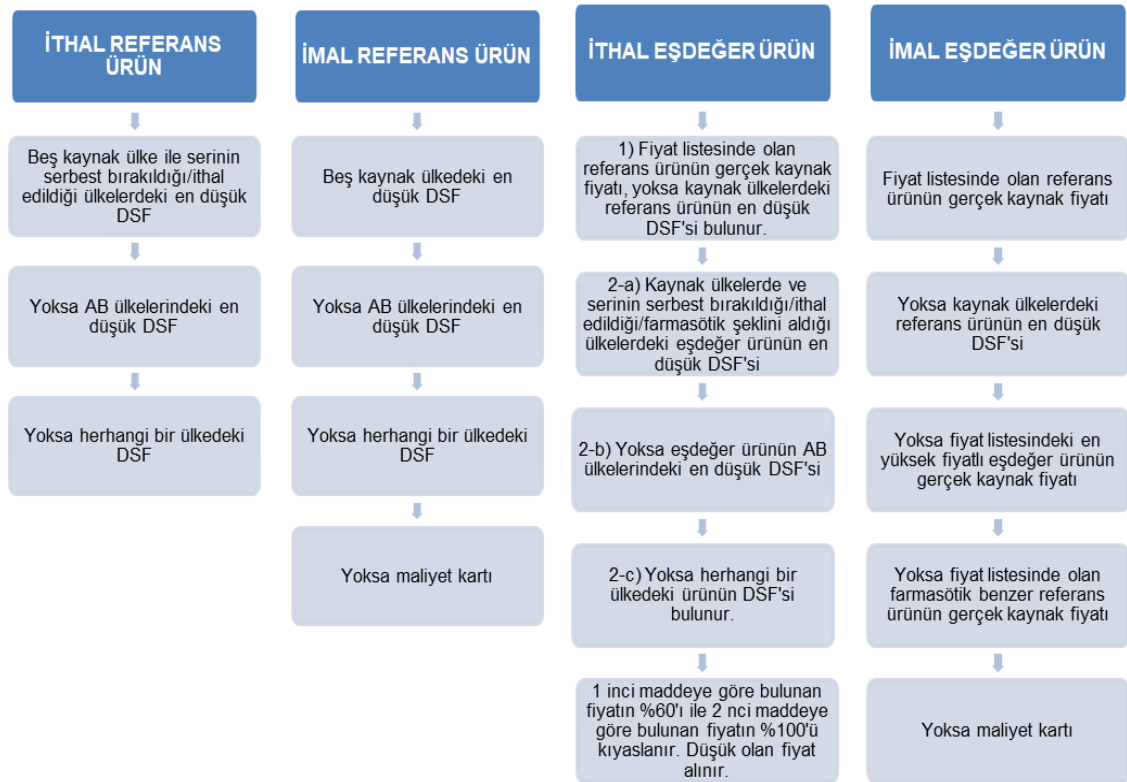 İTHAL REFERANS
ÜRÜN
Beş kaynak ülke ile serinin
serbest bırakıldığı/ithal
edildiği ülkelerdeki en düşük
DSF
Yoksa AB ülkelerindeki en
düşük DSF
Yoksa herhangi bir ülkedeki
DSF
İMAL REFERANS ÜRÜN
Beş kaynak ülkedeki en
düşük DSF
Yoksa AB ülkelerindeki en
düşük DSF
Yoksa herhangi bir ülkedeki
DSF
Yoksa maliyet kartı
İTHAL EŞDEĞER ÜRÜN
1) Fiyat listesinde olan
referans ürünün gerçek kaynak
fiyatı, yoksa kaynak ülkelerdeki
referans ürünün en düşük
DSF'si bulunur.
2-a) Kaynak ülkelerde ve
serinin serbest bırakıldığı/ithal
edildiği/farmasötik şeklini aldığı
ülkelerdeki eşdeğer ürünün en
düşük DSF'si
2-b) Yoksa eşdeğer ürünün AB
ülkelerindeki en düşük DSF'si
2-c) Yoksa herhangi bir
ülkedeki ürünün DSF'si
bulunur.
1 inci maddeye göre bulunan
fiyatın %60'ı ile 2 nci maddeye
göre bulunan fiyatın %100'ü
kıyaslanır. Düşük olan fiyat
alınır.
İMAL EŞDEĞER ÜRÜN
Fiyat listesinde olan referans
ürünün gerçek kaynak fiyatı
Yoksa kaynak ülkelerdeki
referans ürünün en düşük
DSF'si
Yoksa fiyat listesindeki en
yüksek fiyatlı eşdeğer ürünün
gerçek kaynak fiyatı
Yoksa fiyat listesinde olan
farmasötik benzer referans
ürünün gerçek kaynak fiyatı
Yoksa maliyet kartı